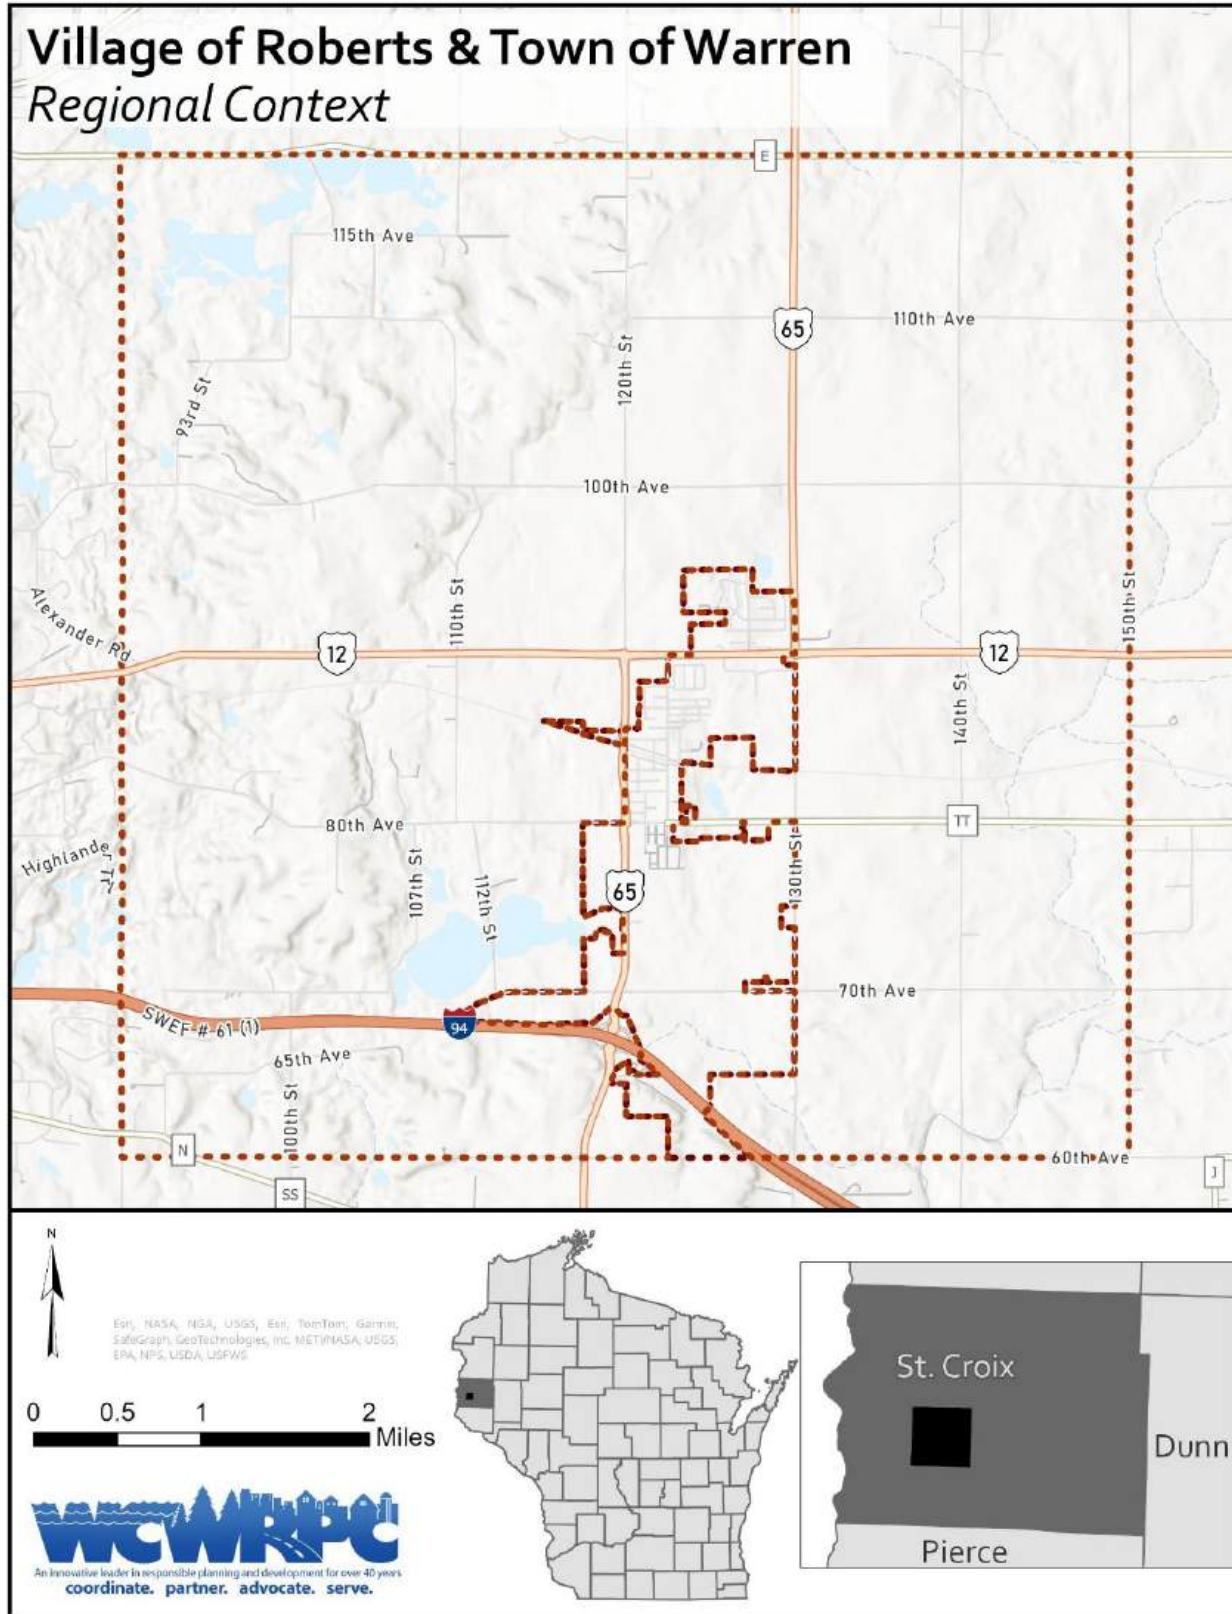 Village of Roberts & Town of Warren
Regional Context
E
115th Ave
65
110th Ave
120th St
93rd St
100th Ave
Alexander Rd
110th St
150th St
12
12
140th St
80th Ave
TT
Highlander Trl
107th St
112th St
65
130th St
70th Ave
SWEF # 61 (1)
94
65th Ave
100th St
N
60th Ave
SS
J
N
Esri, NASA, NGA, USGS, Esri, TomTom, Garmin,
SafeGraph, GeoTechnologies, Inc, METI/NASA, USGS,
EPA, NPS, USDA, USFWS
0 0.5 1 2
Miles
St. Croix
Dunn
Pierce
WCWRPC
An innovative leader in responsible planning and development for over 40 years
coordinate. partner. advocate. serve.